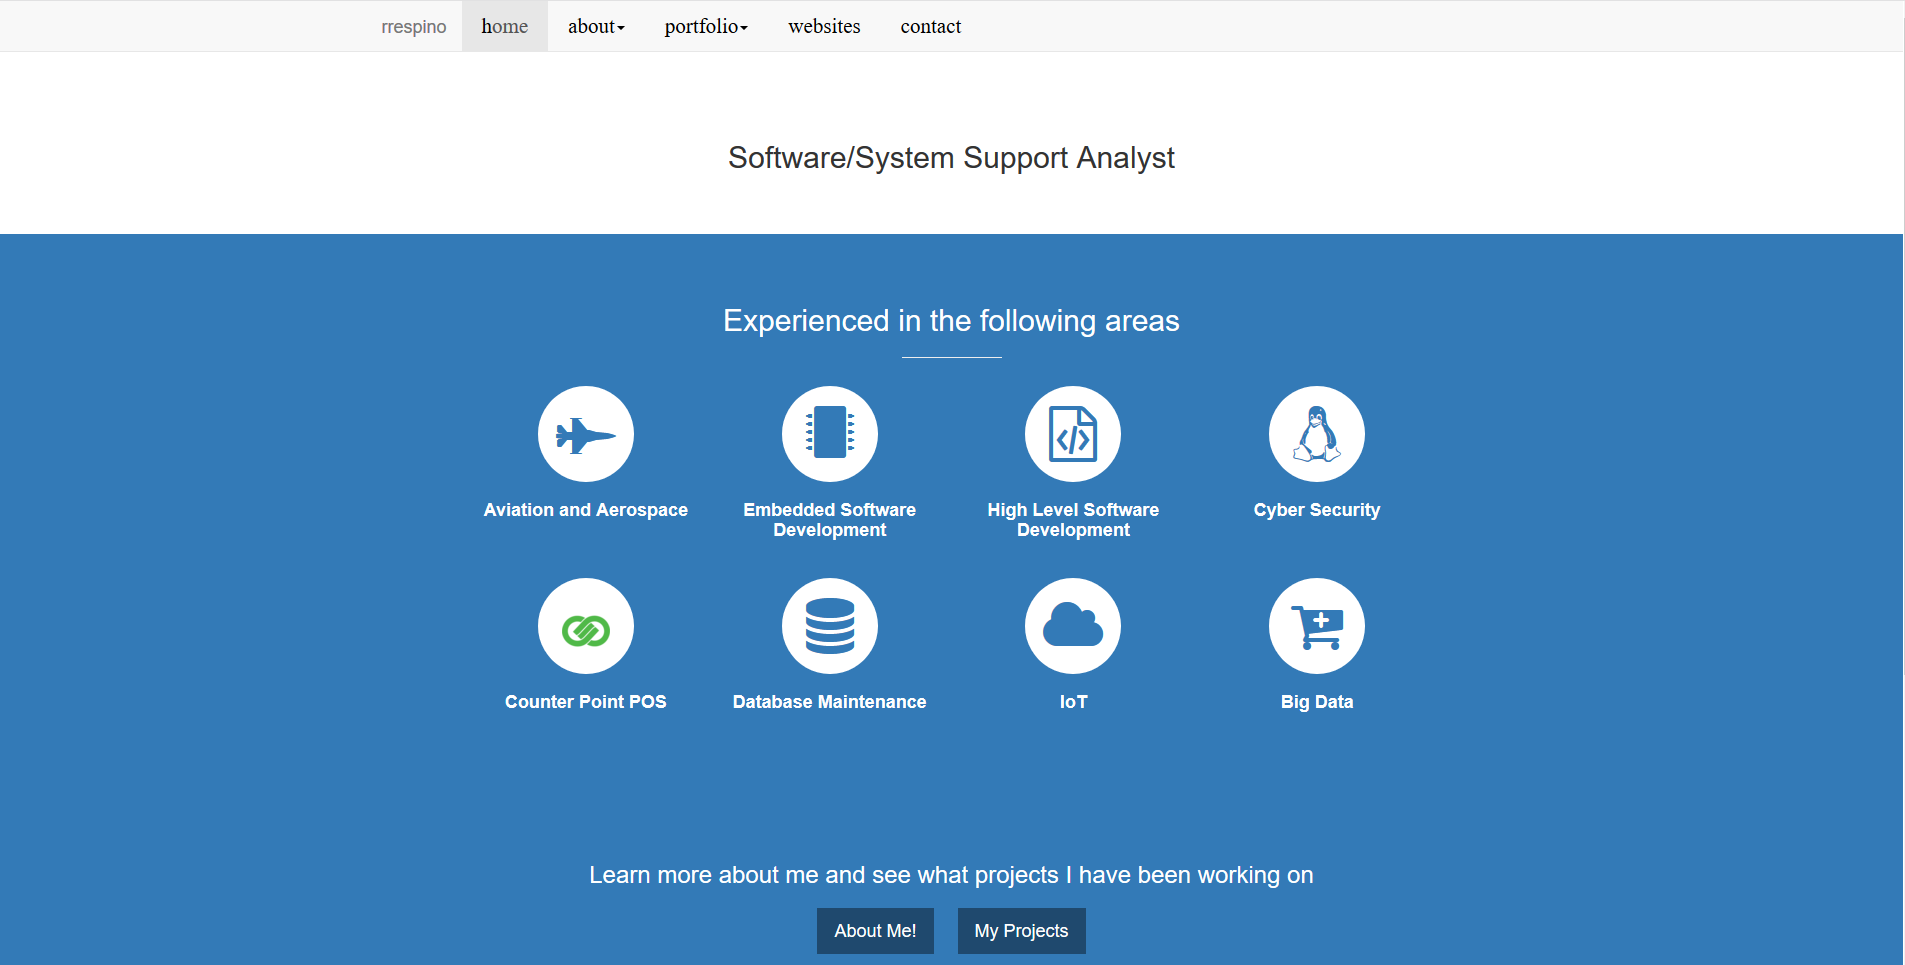 rrespino home about portfolio websites contact
Software/System Support Analyst
Experienced in the following areas
Aviation and Aerospace
Embedded Software
Development
High Level Software
Development
Cyber Security
Counter Point POS
Database Maintenance
IoT
Big Data
Learn more about me and see what projects I have been working on
About Me! My Projects